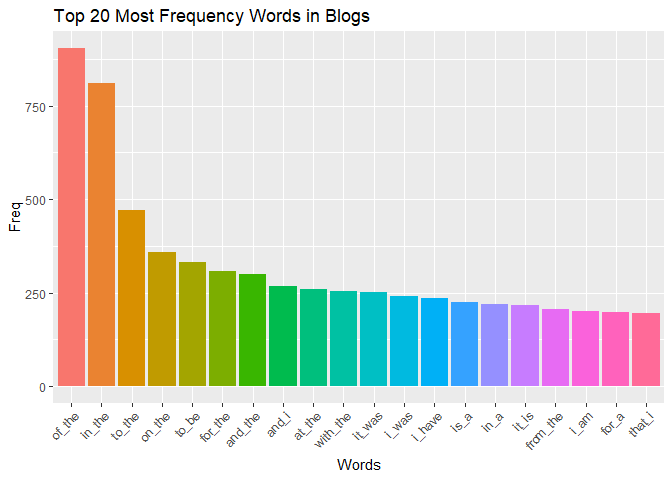 Top 20 Most Frequency Words in Blogs
Freq
750
500
250
0
of_the
in_the
to_the
on_the
to_be
for_the
and_the
and_i
at_the
with_the
it_was
i_was
i_have
is_a
in_a
it_is
from_the
i_am
for_a
that_i
Words